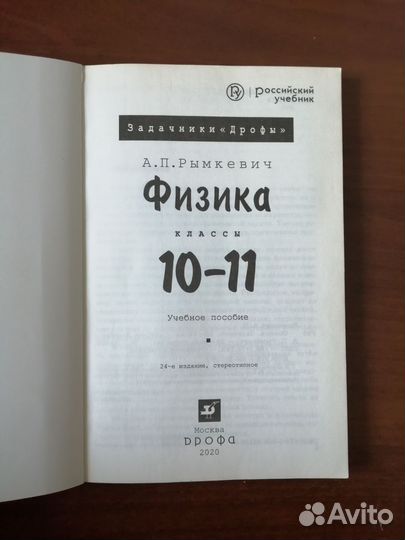 российский
учебник
Задачники «Дрофы»
А.П.Рымкевич
Физика
классы
10–11
Учебное пособие
24-е издание, стереотипное
Москва
дрофа
2020
Avito